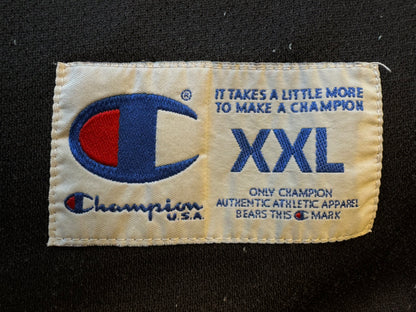 ®
Champion
U.S.A.
IT TAKES A LITTLE MORE
TO MAKE A CHAMPION
XXL
ONLY CHAMPION
AUTHENTIC ATHLETIC APPAREL
BEARS THIS C MARK